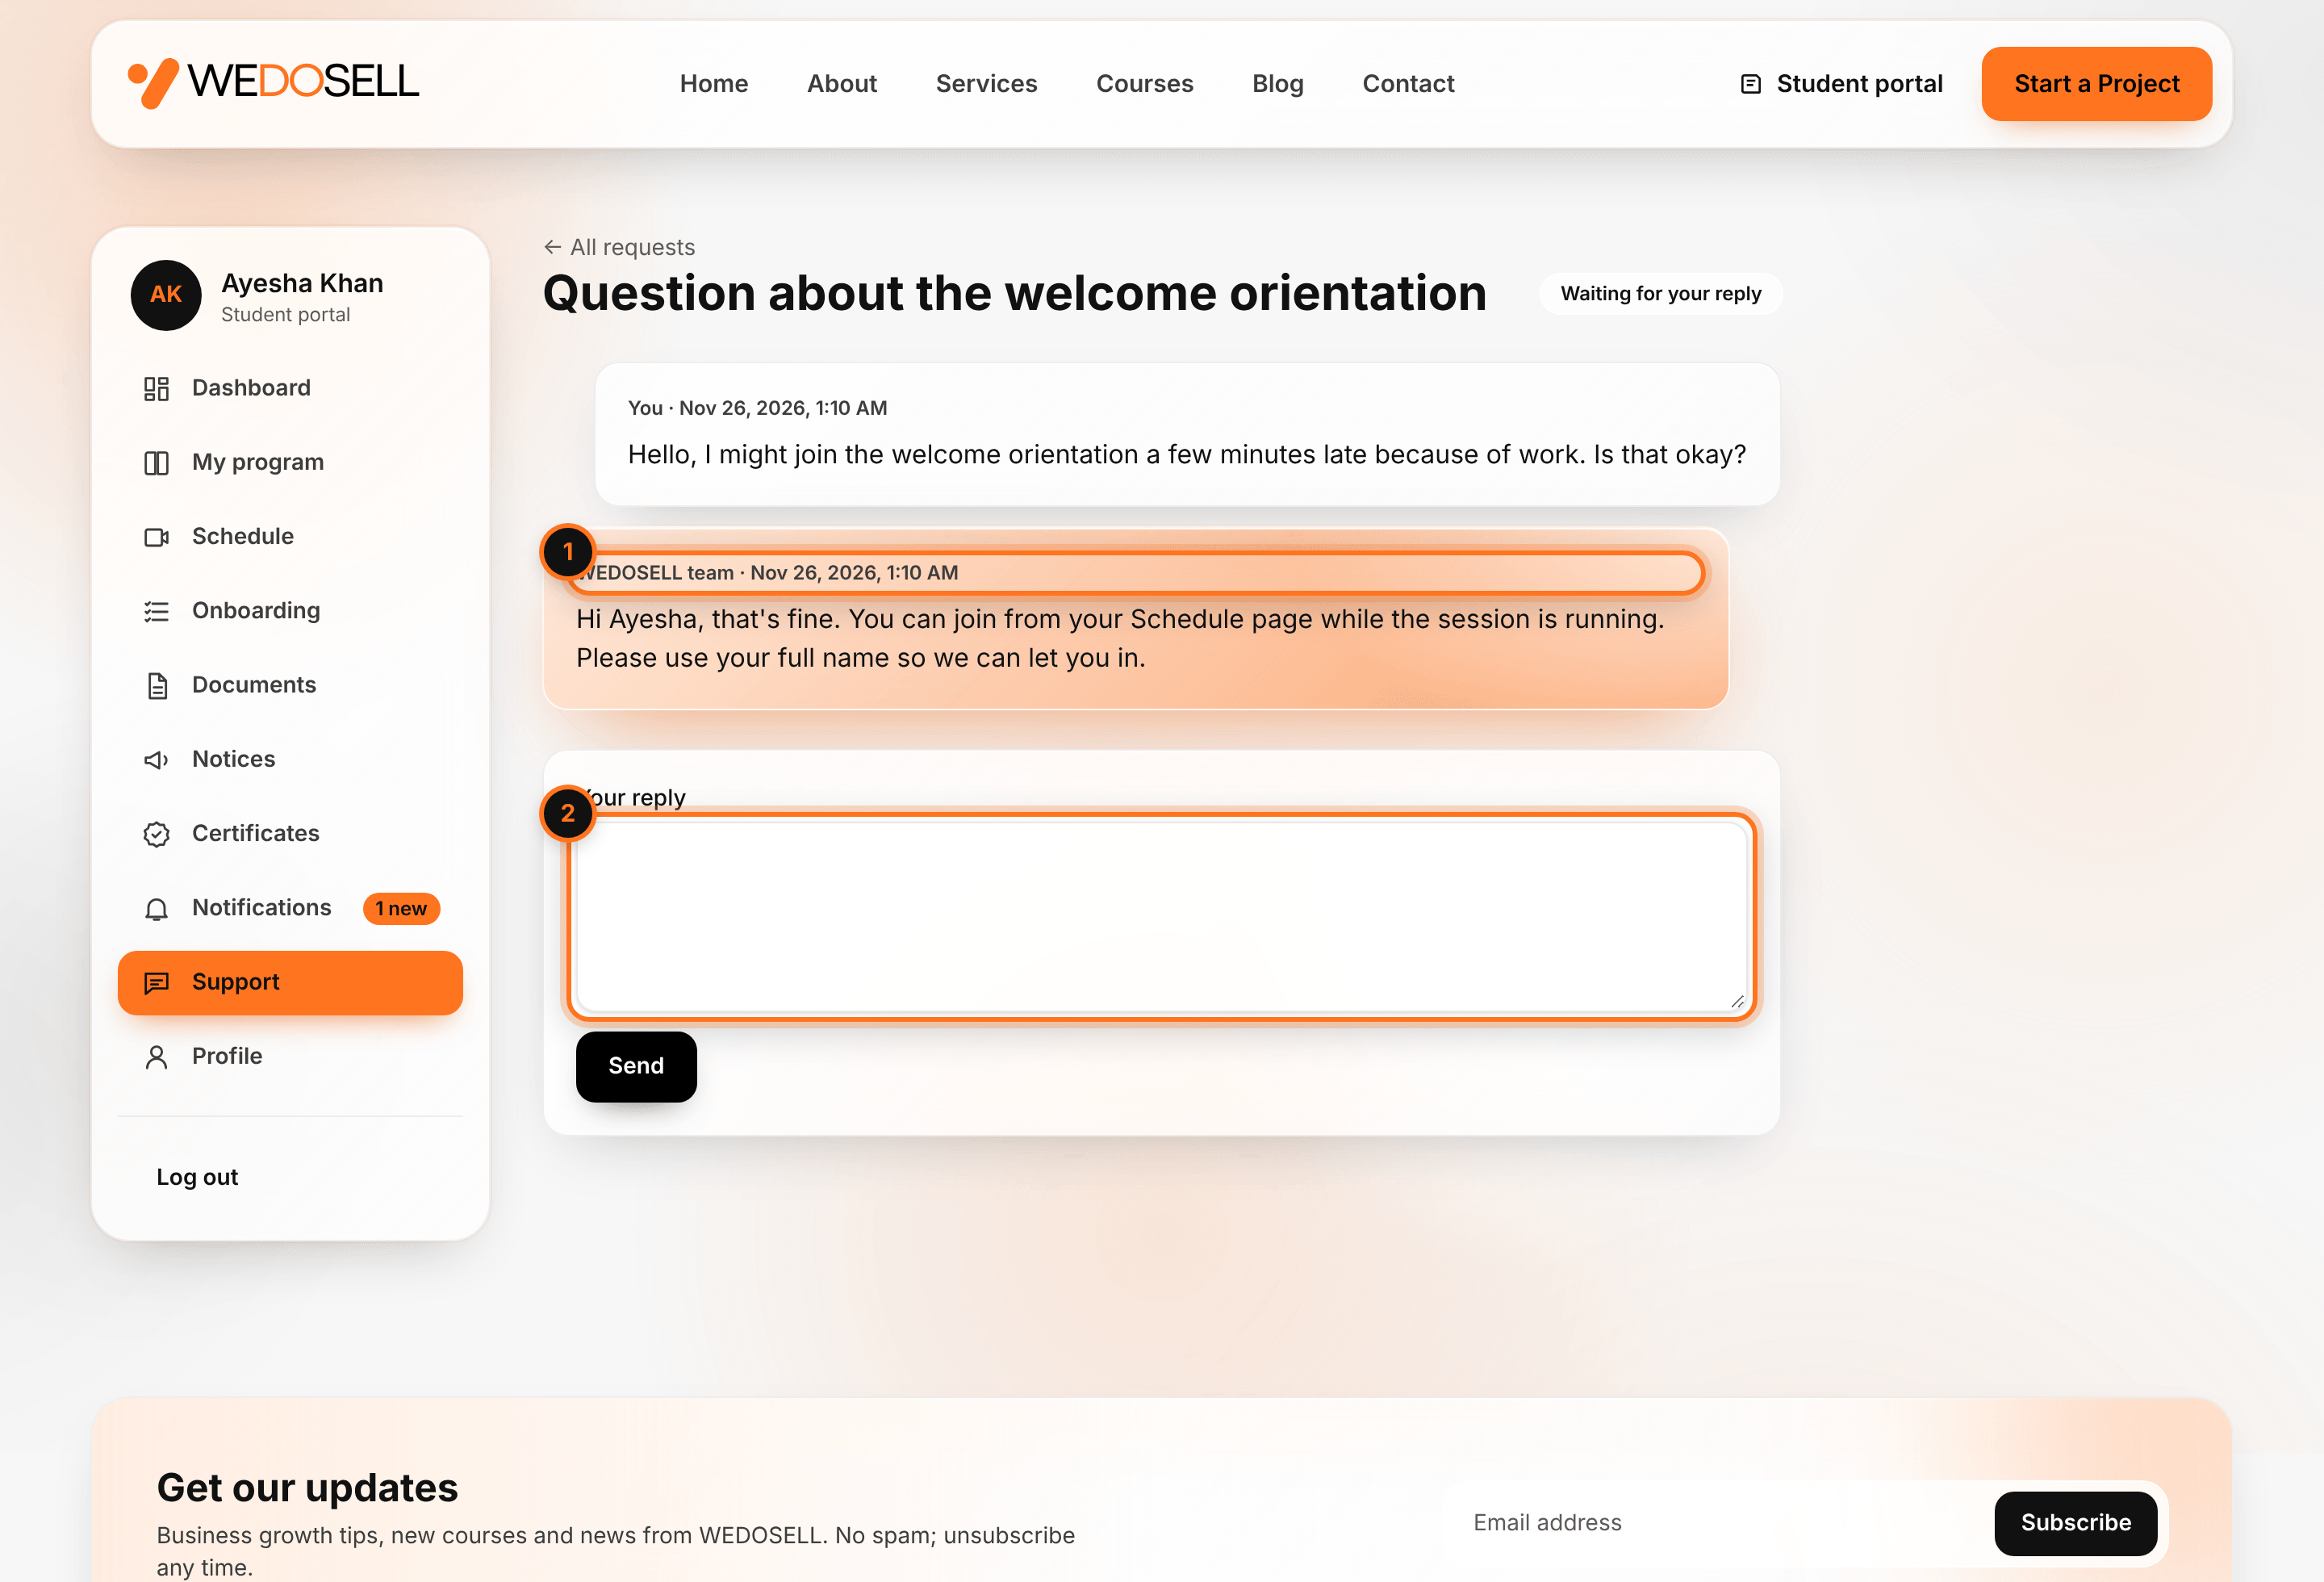 WEDOSELL
Home
About
Services
Courses
Blog
Contact
Student portal
Start a Project
AK
Ayesha Khan
Student portal
Dashboard
My program
Schedule
Onboarding
Documents
Notices
Certificates
Notifications
1 new
Support
Profile
Log out
← All requests
Question about the welcome orientation
Waiting for your reply
You · Nov 26, 2026, 1:10 AM
Hello, I might join the welcome orientation a few minutes late because of work. Is that okay?
1
WEDOSELL team · Nov 26, 2026, 1:10 AM
Hi Ayesha, that's fine. You can join from your Schedule page while the session is running.
Please use your full name so we can let you in.
Your reply
2
Send
Get our updates
Business growth tips, new courses and news from WEDOSELL. No spam; unsubscribe
any time.
Email address
Subscribe